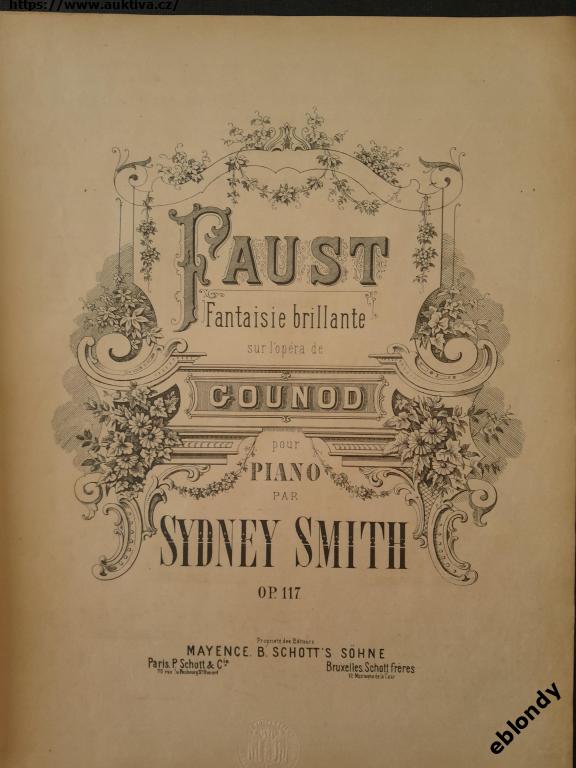 https://www.auktiva.cz/
FAUST
Fantaisie brillante
sur l'opéra de
GOUNOD
pour
PIANO
PAR
SYDNEY SMITH
OP. 117
Propriété des Editeurs
MAYENCE. B. SCHOTT'S SÖHNE
Paris. P. Schott & Cie
Bruxelles. Schott Frères
eblondy